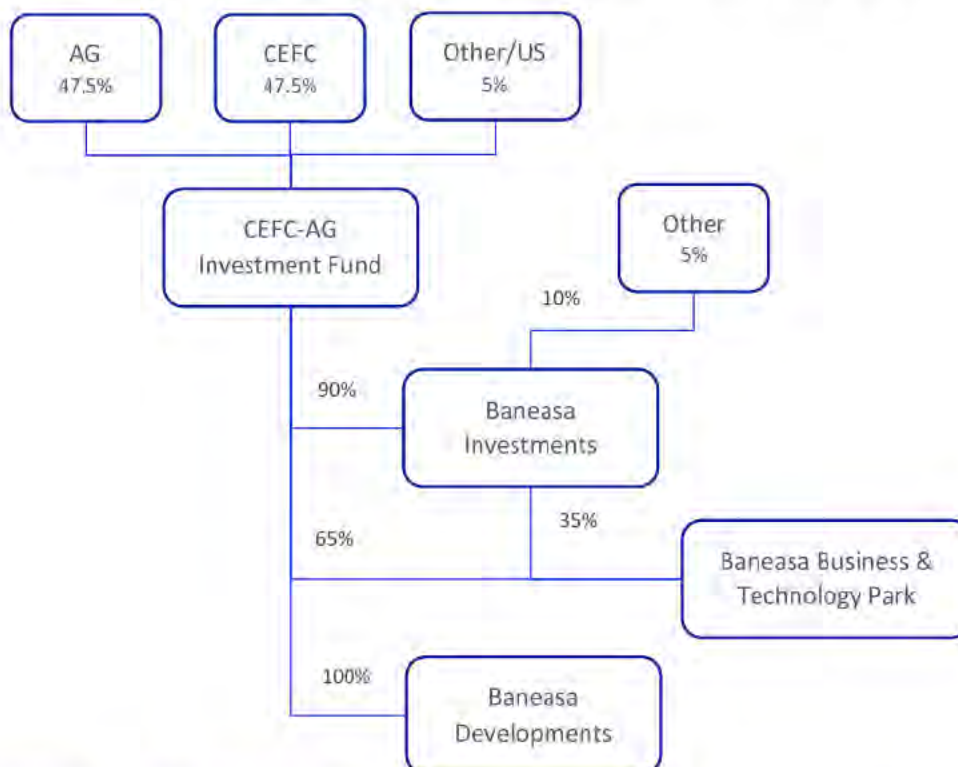 AG
47.5%
CEFC
47.5%
Other/US
5%
CEFC-AG
Investment Fund
Other
5%
10%
90%
Baneasa
Investments
35%
65%
Baneasa Business &
Technology Park
100%
Baneasa
Developments